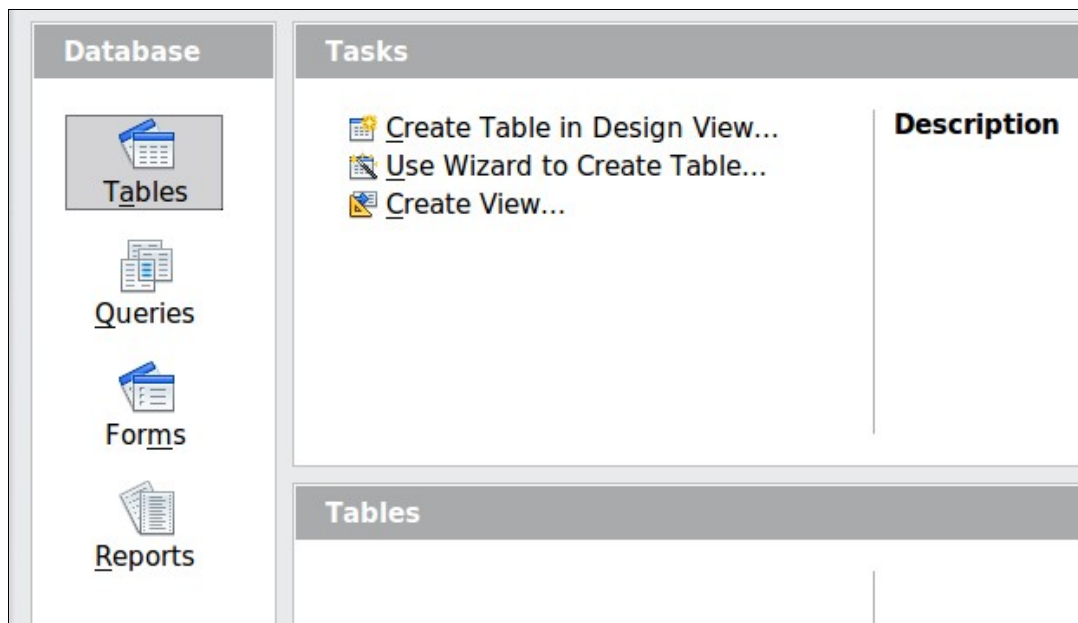 Database
Tables
Queries
Forms
Reports
Tasks
Create Table in Design View...
Use Wizard to Create Table...
Create View...
Description
Tables